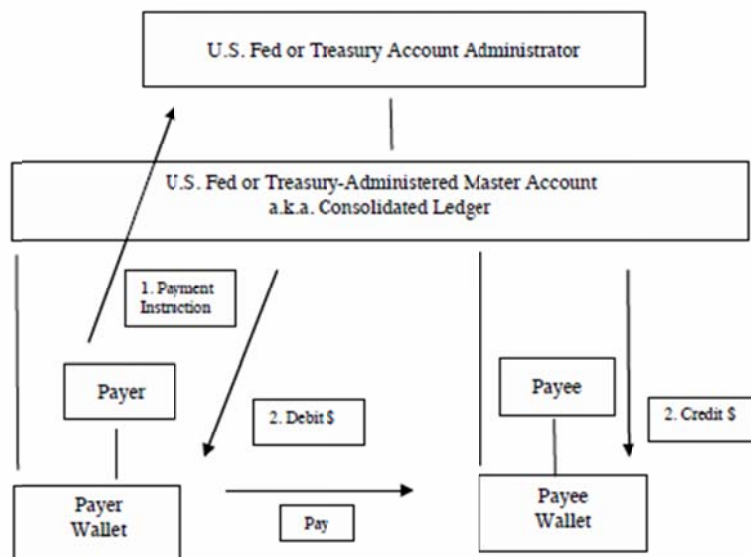 U.S. Fed or Treasury Account Administrator
U.S. Fed or Treasury-Administered Master Account
a.k.a. Consolidated Ledger
1. Payment
Instruction
Payer
Payee
2. Debit $
2. Credit $
Payer
Wallet
Pay
Payee
Wallet